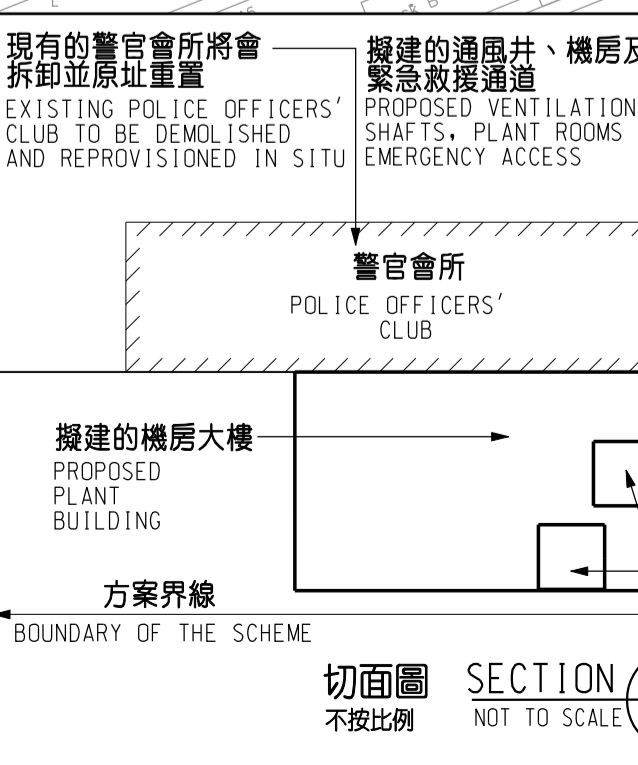 現有的警官會所將會
拆卸並原址重置
EXISTING POLICE OFFICERS'
CLUB TO BE DEMOLISHED
AND REPROVISIONED IN SITU
擬建的通風井、機房及
緊急救援通道
PROPOSED VENTILATION
SHAFTS, PLANT ROOMS
EMERGENCY ACCESS
警官會所
POLICE OFFICERS'
CLUB
擬建的機房大樓
PROPOSED
PLANT
BUILDING
方案界線
BOUNDARY OF THE SCHEME
切面圖 SECTION
不按比例 NOT TO SCALE